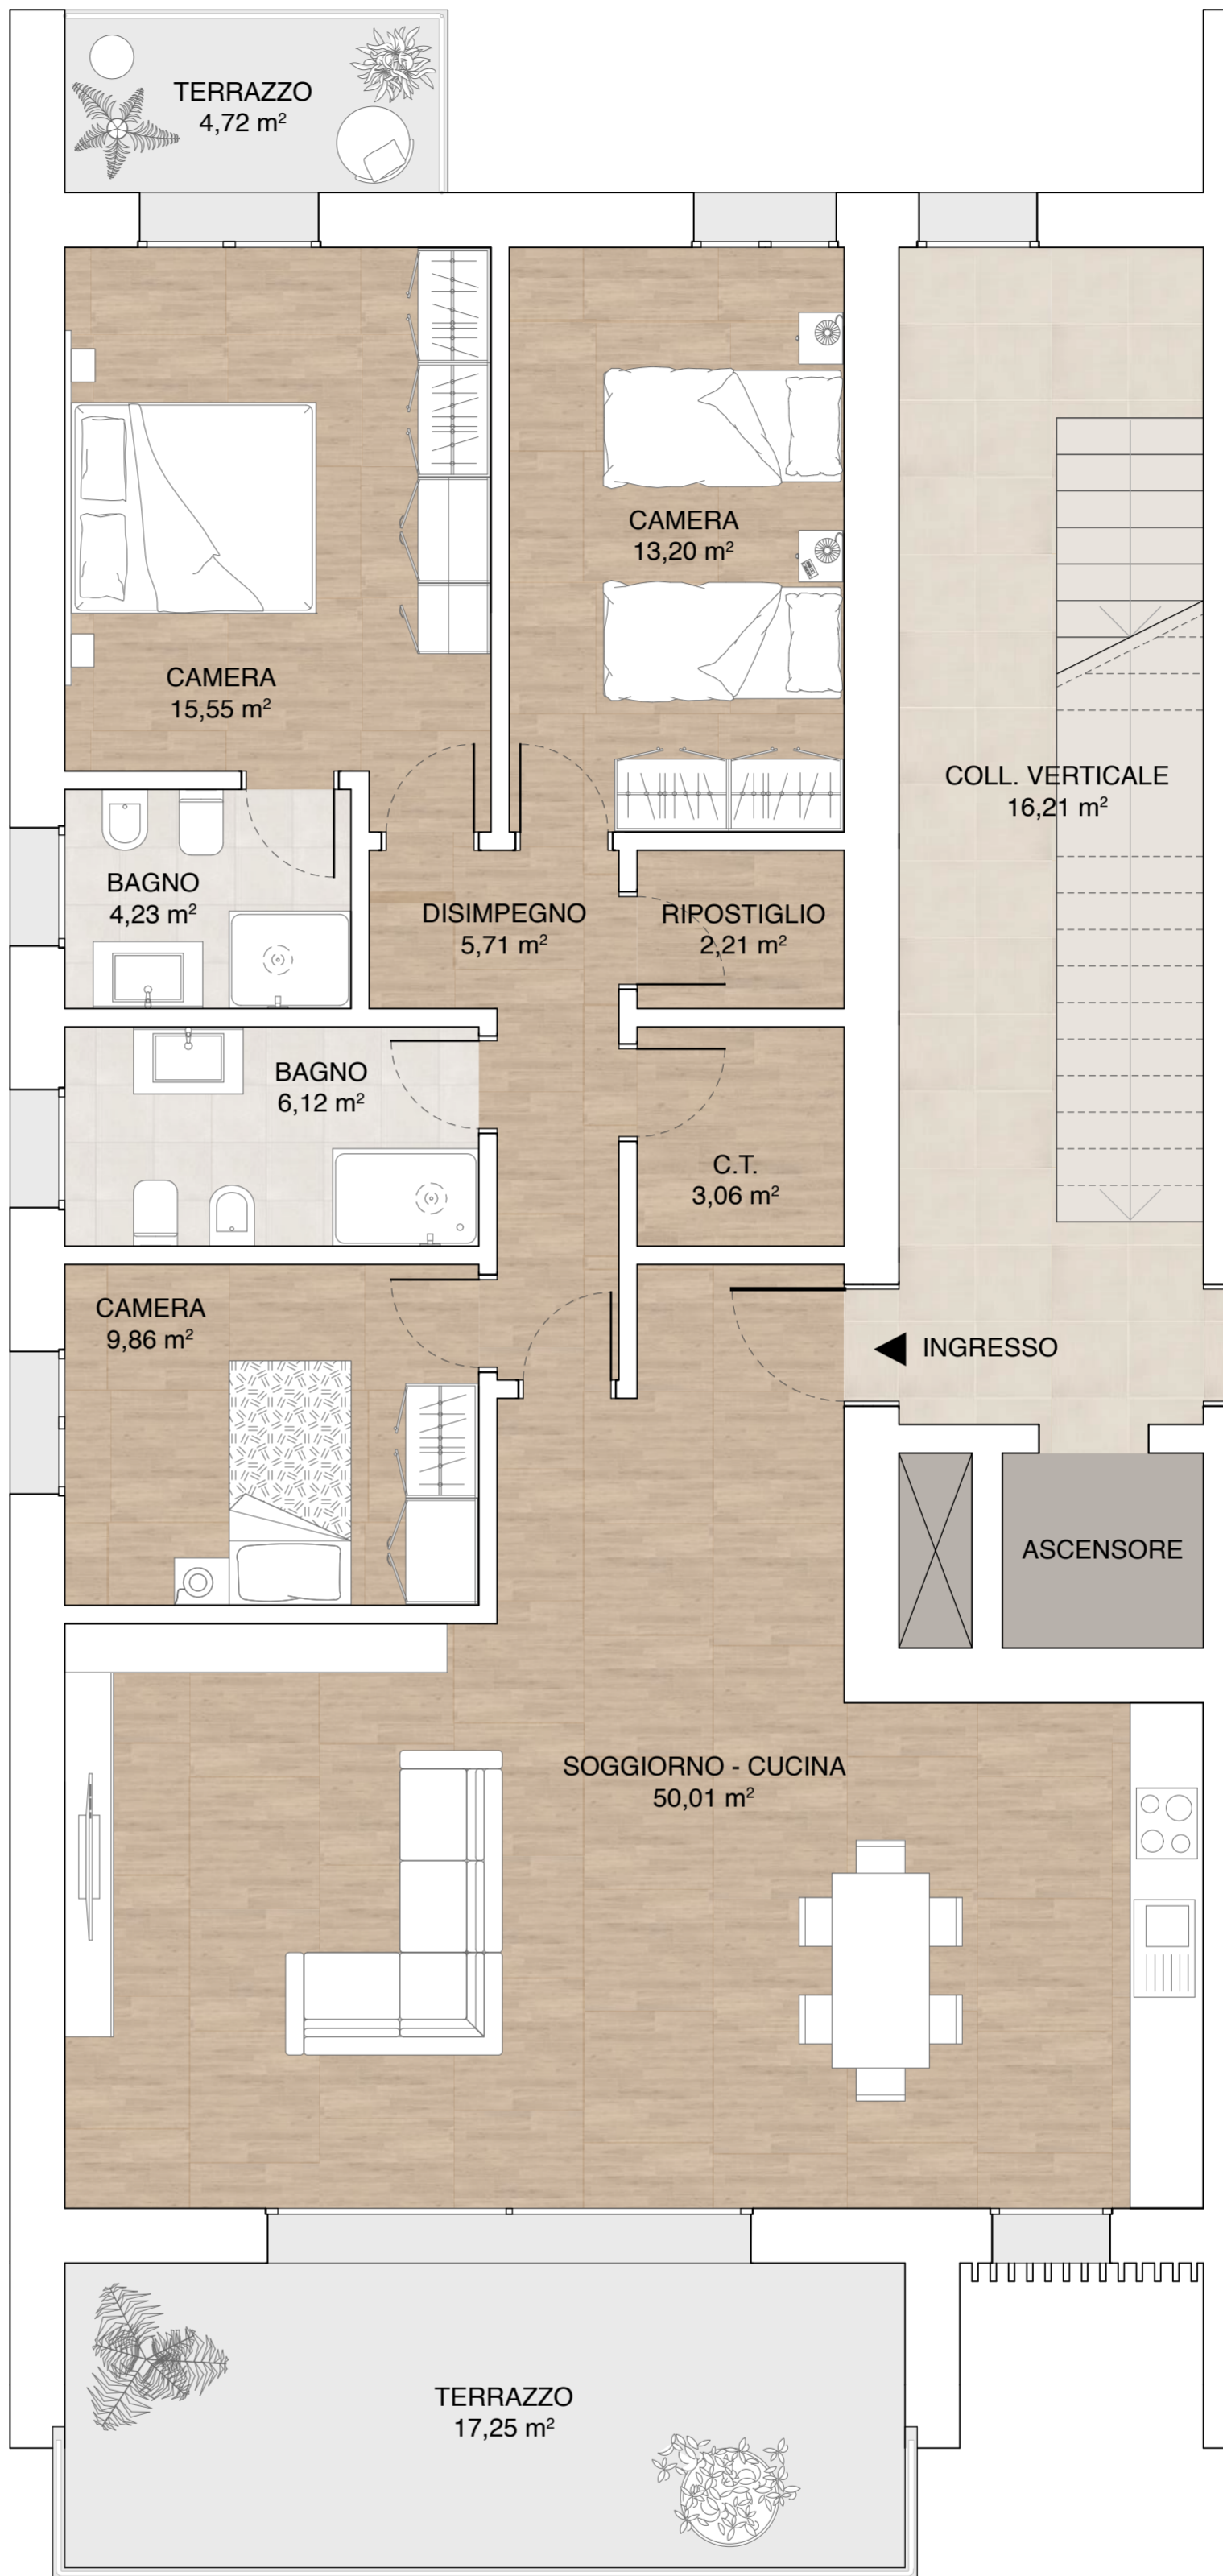 TERRAZZO
4,72 m²
CAMERA
13,20 m²
CAMERA
15,55 m²
COLL. VERTICALE
16,21 m²
BAGNO
4,23 m²
DISIMPEGNO
5,71 m²
RIPOSTIGLIO
2,21 m²
BAGNO
6,12 m²
C.T.
3,06 m²
CAMERA
9,86 m²
INGRESSO
ASCENSORE
SOGGIORNO - CUCINA
50,01 m²
TERRAZZO
17,25 m²